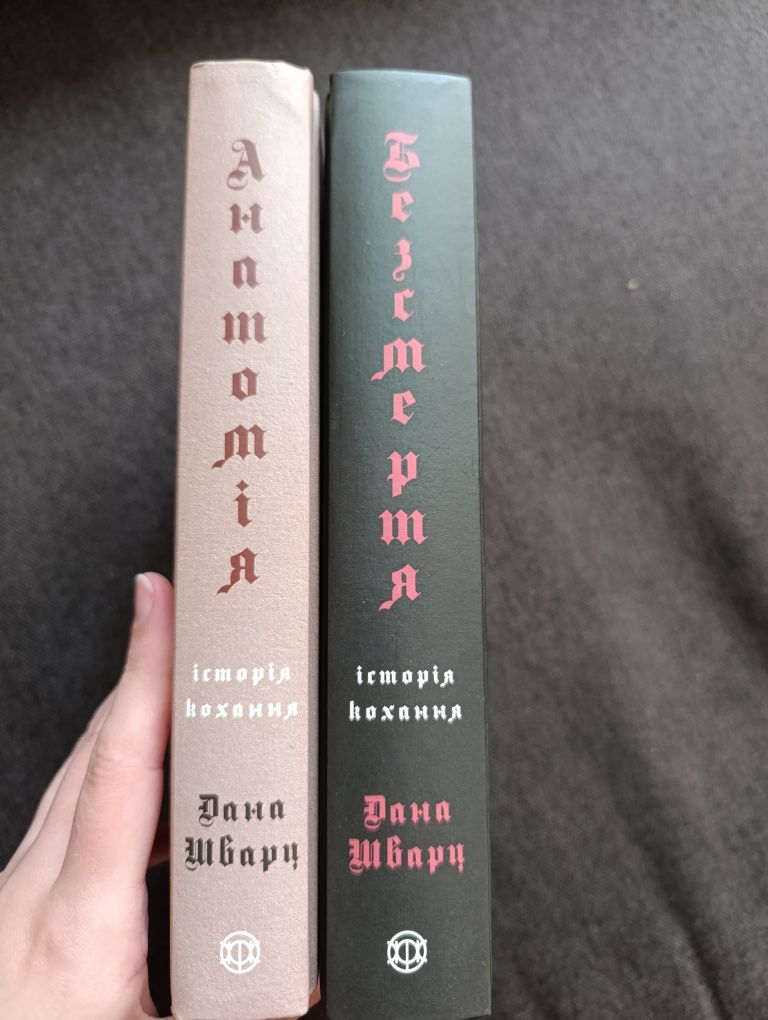 Анатомія
історія
кохання
Дана
Шварц
Безсмертя
історія
кохання
Дана
Шварц